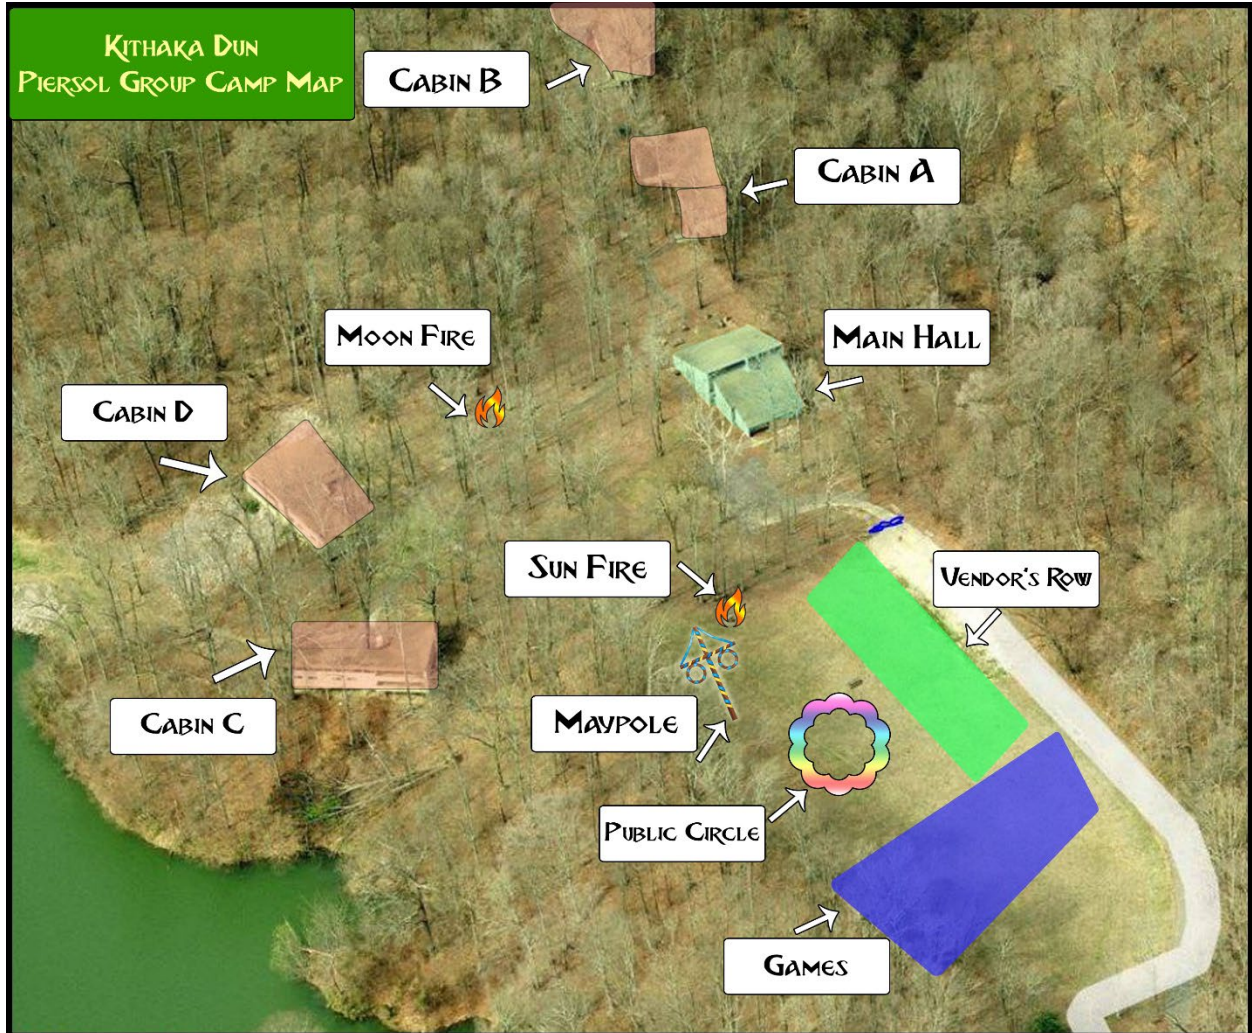 Kithaka Dun
Piersol Group Camp Map
Cabin B
Cabin A
Moon Fire
Main Hall
Cabin D
Sun Fire
Vendor's Row
Cabin C
Maypole
Public Circle
Games